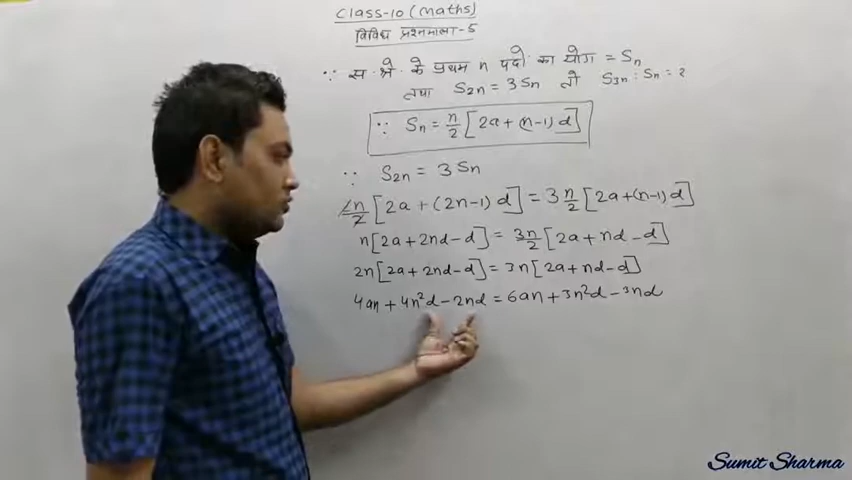 Class-10 (Maths)
विविध प्रश्नमाला-5
∵ स॰ श्रे॰ के प्रथम n पदों का योग = Sn
तथा S2n = 3Sn तो S3n : Sn = ?
∵ Sn = n/2 [2a + (n-1) d]
∵ S2n = 3 Sn
2n/2 [2a + (2n-1) d] = 3 n/2 [2a + (n-1) d]
n[2a + 2nd - d] = 3n/2 [2a + nd - d]
2n[2a + 2nd - d] = 3n[2a + nd - d]
4an + 4n²d - 2nd = 6an + 3n²d - 3nd
Sumit Sharma